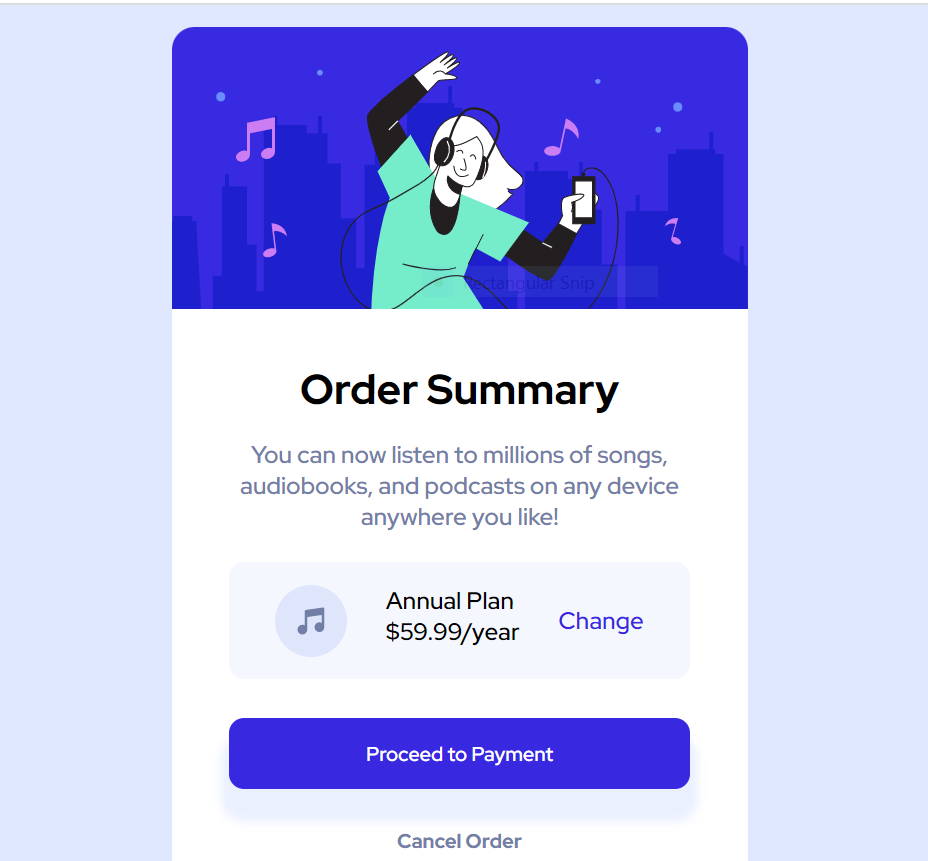 Rectangular Snip
Order Summary
You can now listen to millions of songs,
audiobooks, and podcasts on any device
anywhere you like!
Annual Plan
$59.99/year
Change
Proceed to Payment
Cancel Order